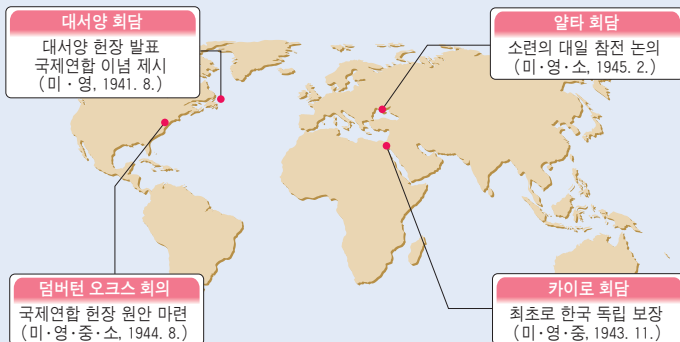 대서양 회담
대서양 헌장 발표
국제연합 이념 제시
(미·영, 1941. 8.)
얄타 회담
소련의 대일 참전 논의
(미·영·소, 1945. 2.)
덤버턴 오크스 회의
국제연합 헌장 원안 마련
(미·영·중·소, 1944. 8.)
카이로 회담
최초로 한국 독립 보장
(미·영·중, 1943. 11.)